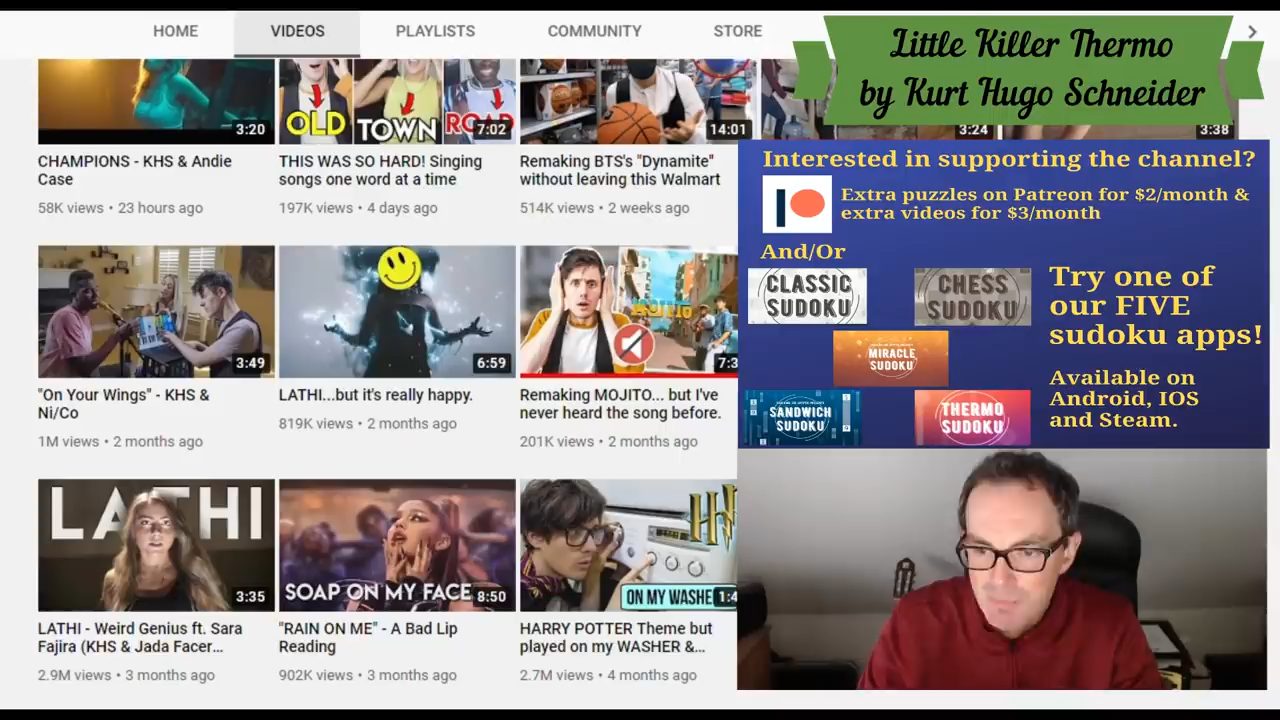 HOME
VIDEOS
PLAYLISTS
COMMUNITY
STORE
Little Killer Thermo
by Kurt Hugo Schneider
3:20
OLD
TOWN
ROAD
7:02
14:01
3:24
3:38
CHAMPIONS - KHS & Andie
Case
58K views • 23 hours ago
THIS WAS SO HARD! Singing
songs one word at a time
197K views • 4 days ago
Remaking BTS's "Dynamite"
without leaving this Walmart
514K views • 2 weeks ago
Interested in supporting the channel?
Extra puzzles on Patreon for $2/month &
extra videos for $3/month
And/Or
CLASSIC
SUDOKU
CHESS
SUDOKU
MIRACLE
SUDOKU
SANDWICH
SUDOKU
THERMO
SUDOKU
Try one of
our FIVE
sudoku apps!
Available on
Android, IOS
and Steam.
3:49
6:59
MOJITO
7:3
"On Your Wings" - KHS &
Ni/Co
1M views • 2 months ago
LATHI...but it's really happy.
819K views • 2 months ago
Remaking MOJITO... but I've
never heard the song before.
201K views • 2 months ago
LATHI
3:35
SOAP ON MY FACE
8:50
ON MY WASHE
1:4
LATHI - Weird Genius ft. Sara
Fajira (KHS & Jada Facer...
2.9M views • 3 months ago
"RAIN ON ME" - A Bad Lip
Reading
902K views • 3 months ago
HARRY POTTER Theme but
played on my WASHER &...
2.7M views • 4 months ago